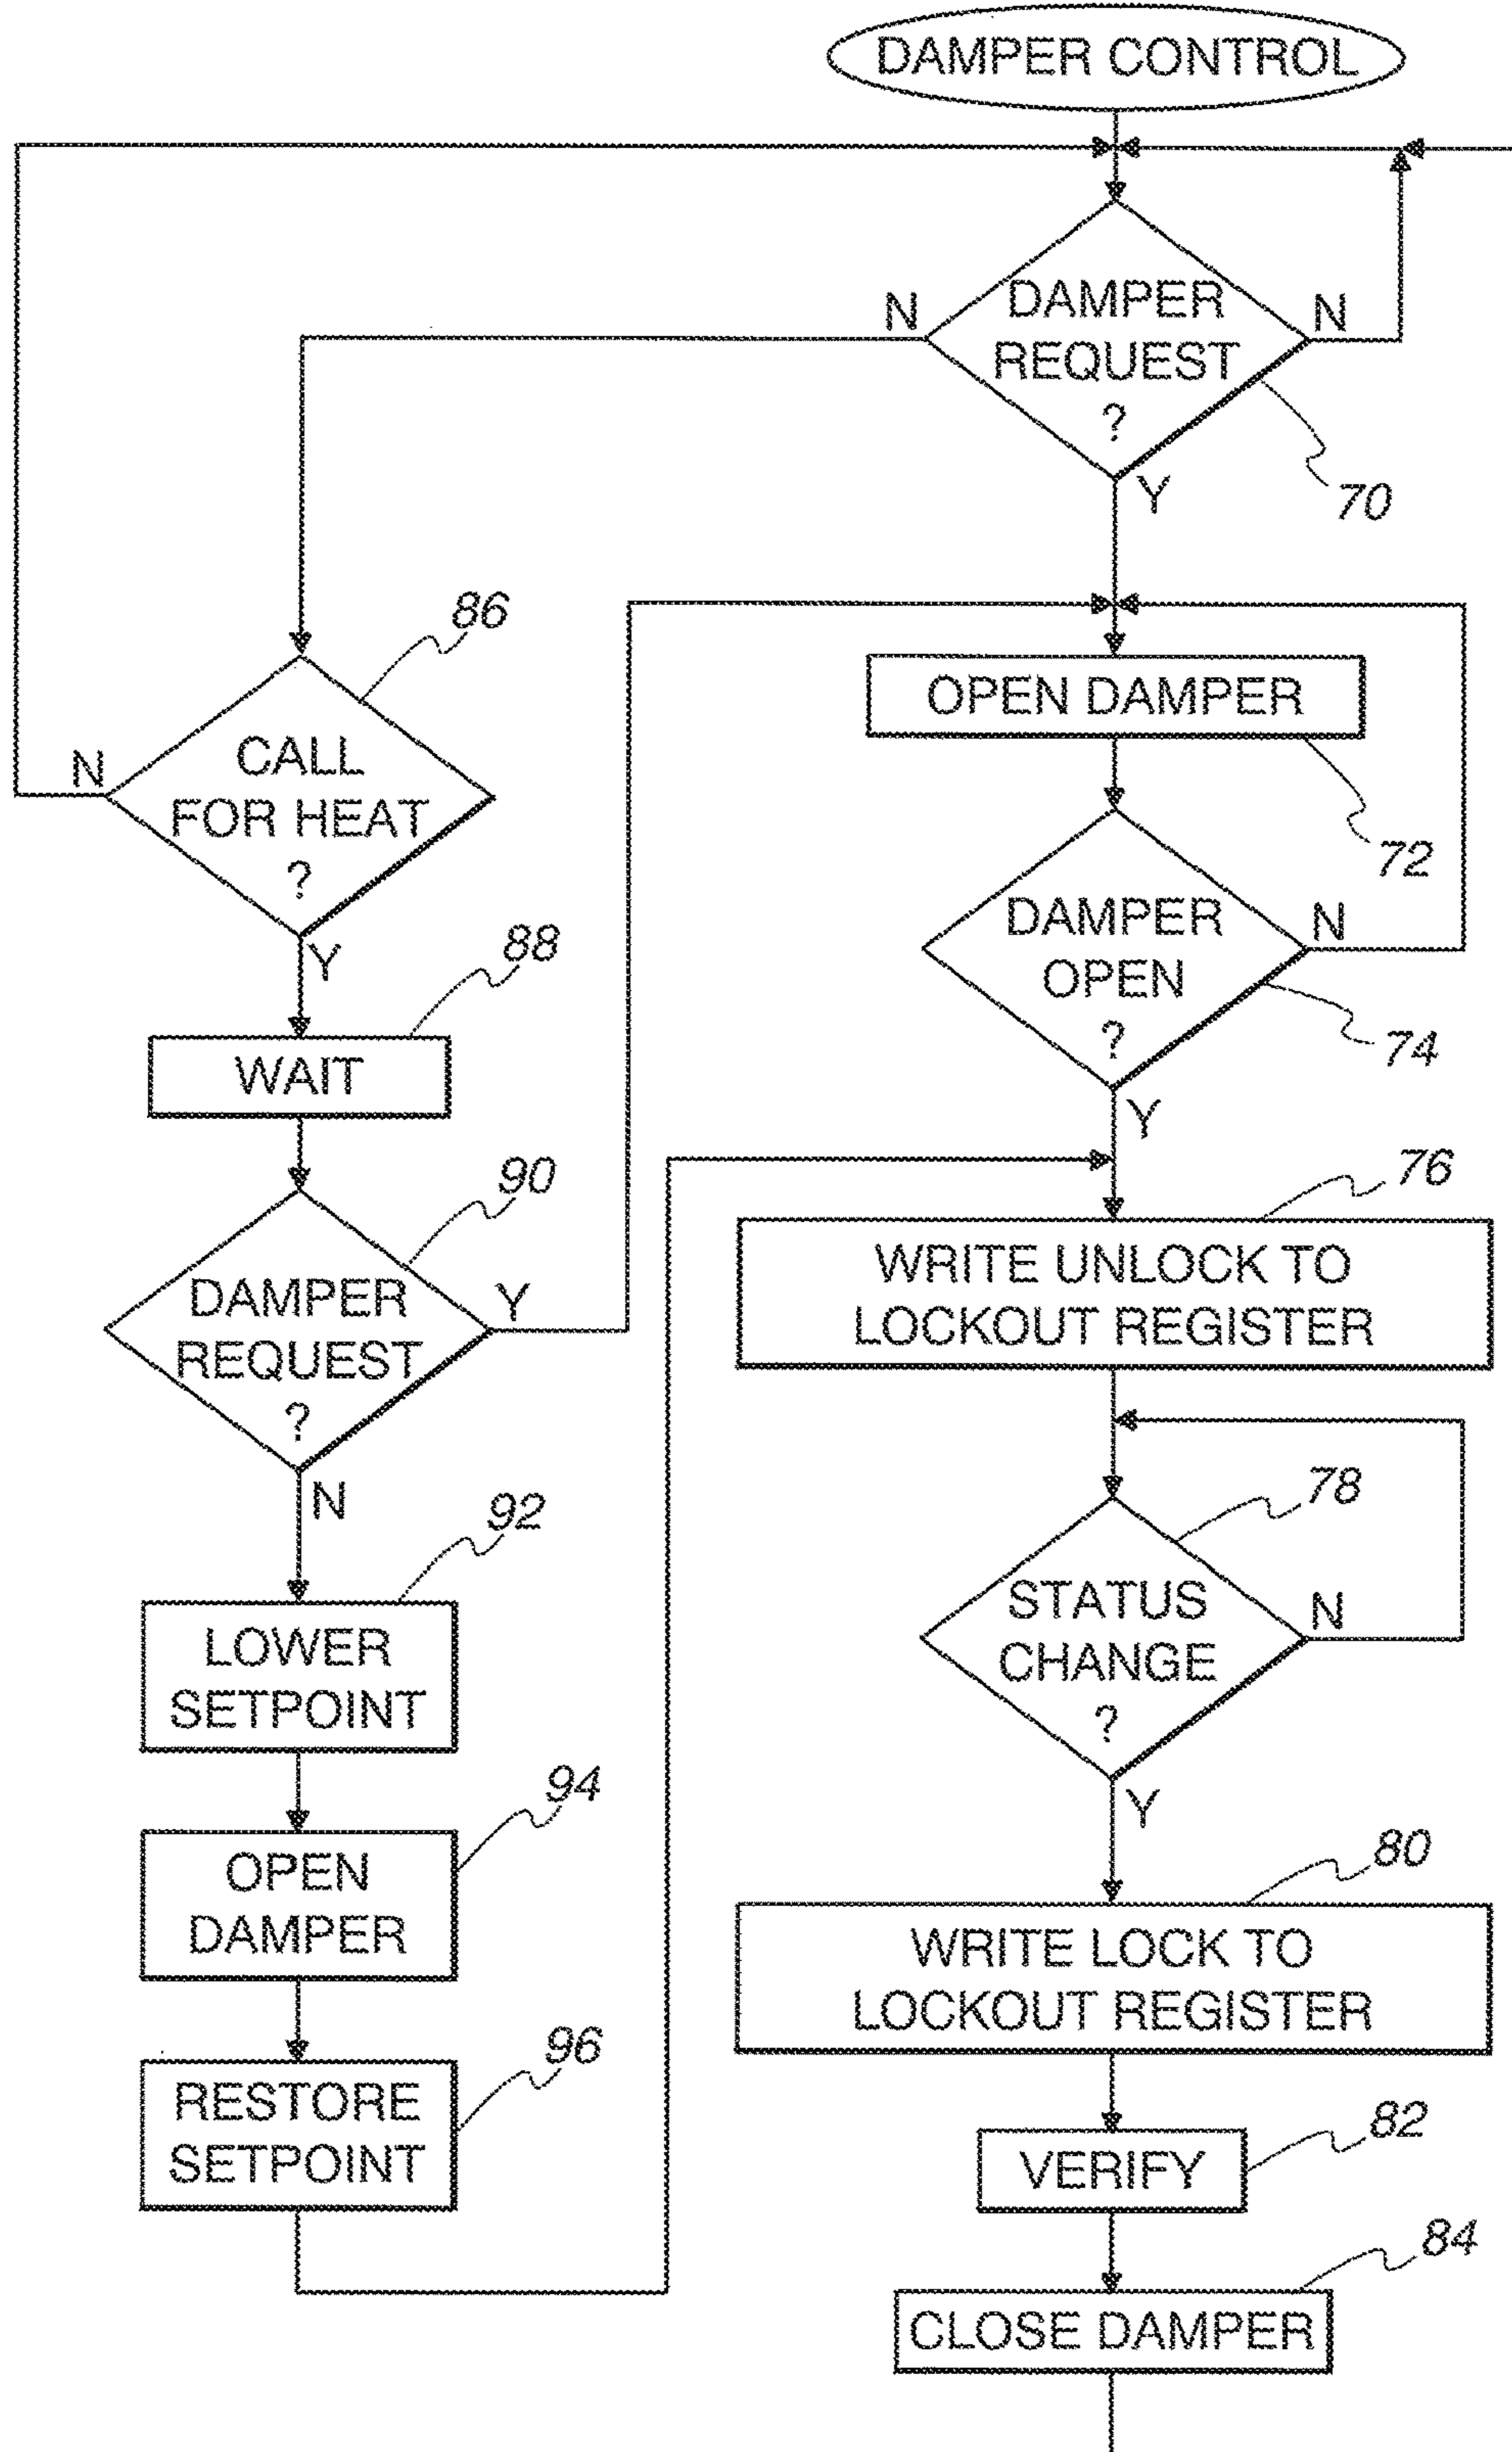 DAMPER CONTROL
N
DAMPER
REQUEST
?
N
70
Y
86
CALL
FOR HEAT
?
N
Y
OPEN DAMPER
72
DAMPER
OPEN
?
N
74
Y
88
WAIT
90
DAMPER
REQUEST
?
Y
N
76
WRITE UNLOCK TO
LOCKOUT REGISTER
78
STATUS
CHANGE
?
N
Y
92
LOWER
SETPOINT
94
OPEN
DAMPER
96
RESTORE
SETPOINT
80
WRITE LOCK TO
LOCKOUT REGISTER
82
VERIFY
84
CLOSE DAMPER